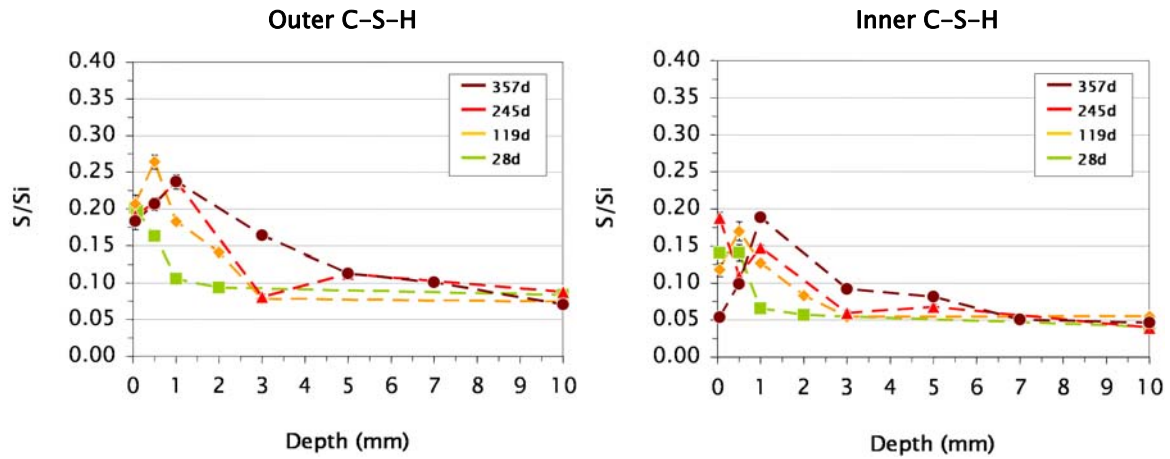 Outer C-S-H
0.40
0.35
0.30
0.25
0.20
0.15
0.10
0.05
0.00
S/Si
357d
245d
119d
28d
0 1 2 3 4 5 6 7 8 9 10
Depth (mm)
Inner C-S-H
0.40
0.35
0.30
0.25
0.20
0.15
0.10
0.05
0.00
S/Si
357d
245d
119d
28d
0 1 2 3 4 5 6 7 8 9 10
Depth (mm)